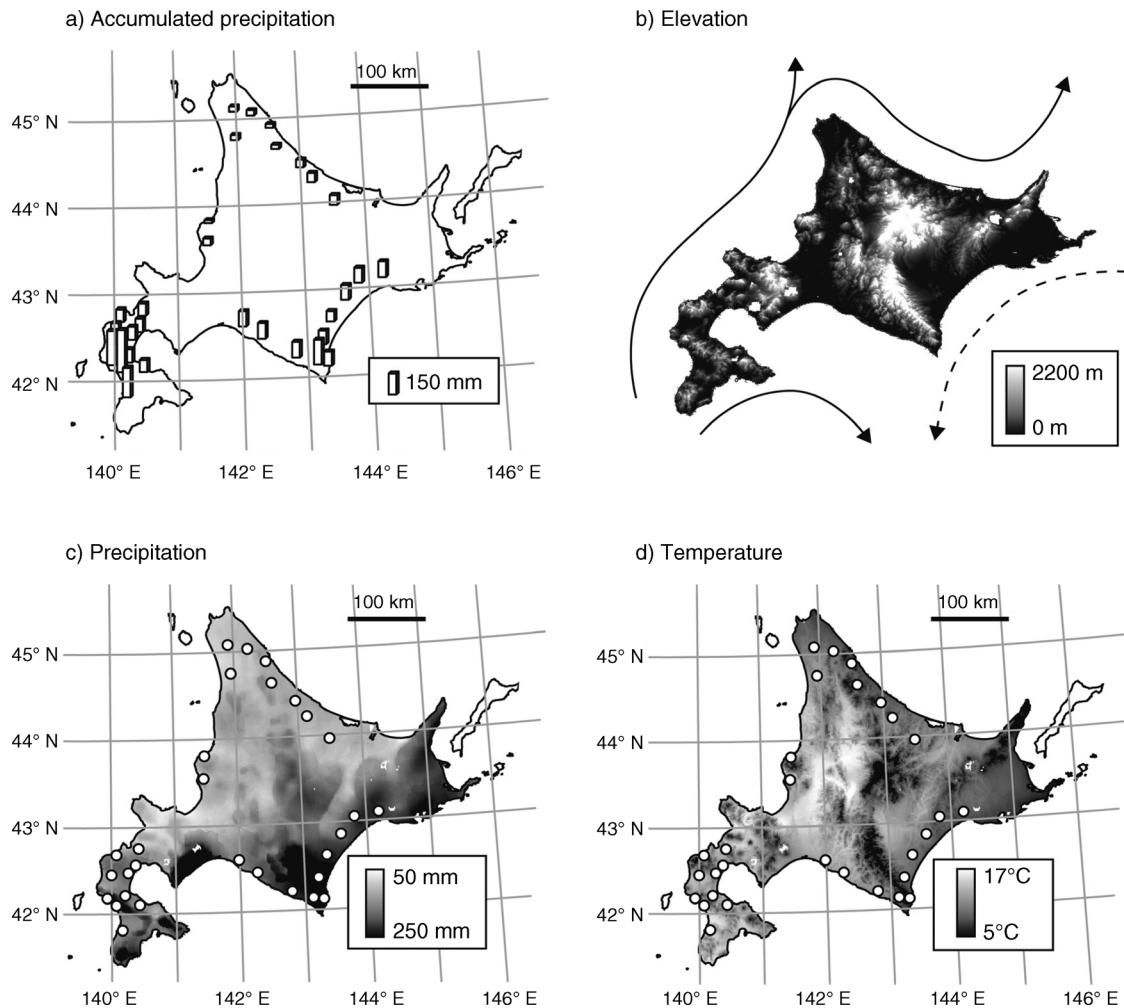 a) Accumulated precipitation
100 km
45° N
44° N
43° N
42° N
150 mm
140° E
142° E
144° E
146° E
b) Elevation
2200 m
0 m
c) Precipitation
100 km
45° N
44° N
43° N
42° N
50 mm
250 mm
140° E
142° E
144° E
146° E
d) Temperature
100 km
45° N
44° N
43° N
42° N
17°C
5°C
140° E
142° E
144° E
146° E